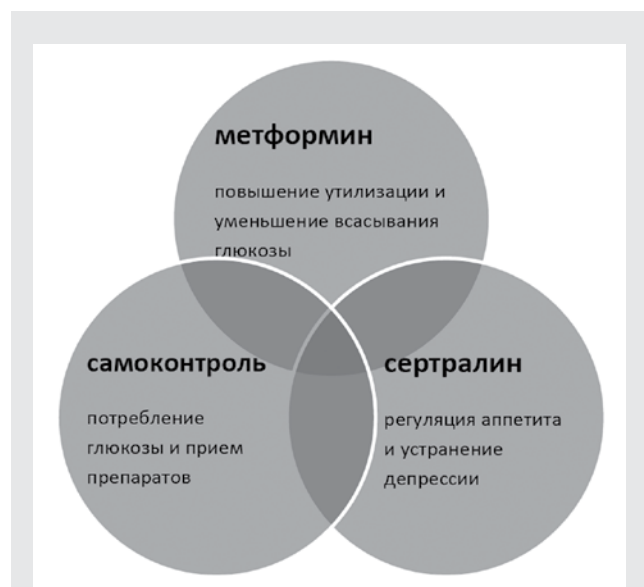 метформин
повышение утилизации и
уменьшение всасывания
глюкозы
самоконтроль
потребление
глюкозы и прием
препаратов
сертралин
регуляция аппетита
и устранение
депрессии